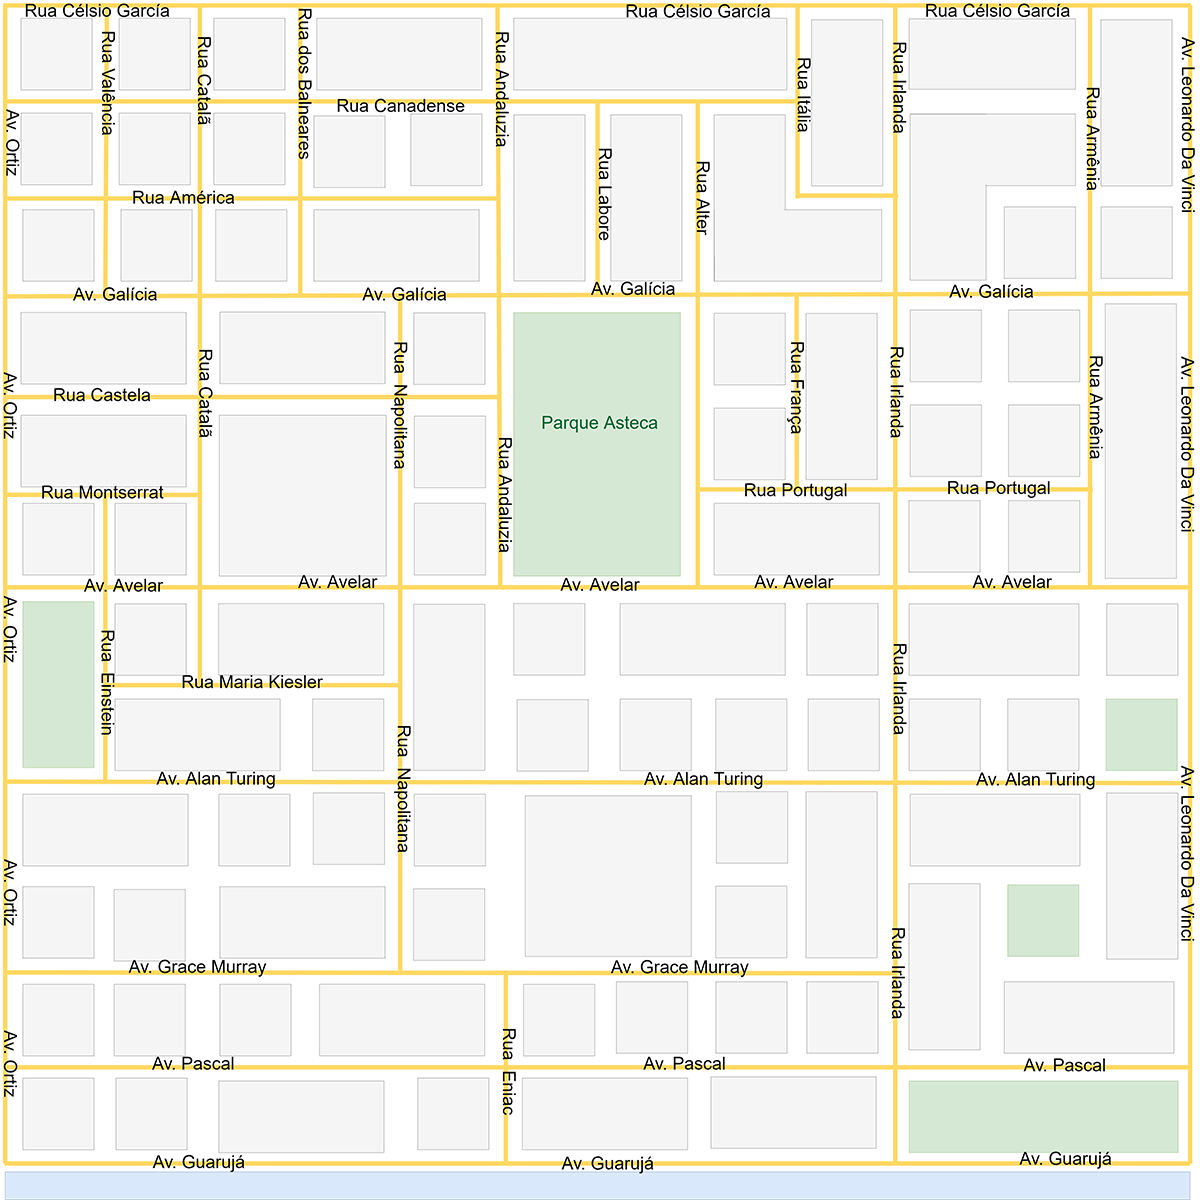 Rua Célsio García
Rua Célsio García
Rua Célsio García
Rua Valência
Rua Catalã
Rua dos Balneares
Rua Andaluzia
Rua Itália
Rua Irlanda
Rua Armênia
Av. Leonardo Da Vinci
Av. Ortiz
Rua Canadense
Rua Labore
Rua Alter
Rua América
Av. Galícia
Av. Galícia
Av. Galícia
Av. Galícia
Av. Ortiz
Rua Castela
Rua Catalã
Rua Napolitana
Rua Andaluzia
Parque Asteca
Rua França
Rua Irlanda
Rua Armênia
Av. Leonardo Da Vinci
Rua Montserrat
Rua Portugal
Rua Portugal
Av. Avelar
Av. Avelar
Av. Avelar
Av. Avelar
Av. Avelar
Av. Ortiz
Rua Einstein
Rua Maria Kiesler
Rua Irlanda
Av. Alan Turing
Av. Alan Turing
Av. Alan Turing
Rua Napolitana
Av. Leonardo Da Vinci
Av. Ortiz
Av. Grace Murray
Av. Grace Murray
Rua Irlanda
Av. Ortiz
Av. Pascal
Rua Eniac
Av. Pascal
Av. Pascal
Av. Guarujá
Av. Guarujá
Av. Guarujá